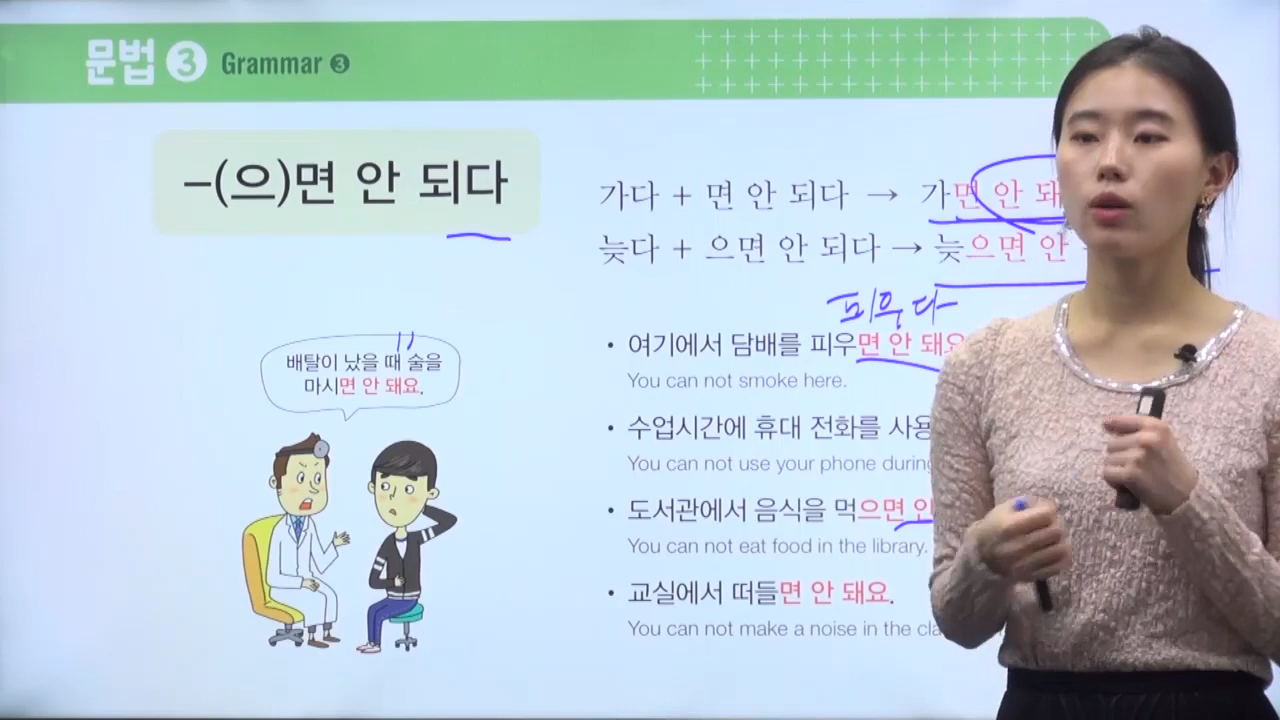 문법 3 Grammar 3
-(으)면 안 되다
가다 + 면 안 되다 → 가면 안 돼
늦다 + 으면 안 되다 → 늦으면 안
피우다
• 여기에서 담배를 피우면 안 돼요
You can not smoke here.
• 수업시간에 휴대 전화를 사용
You can not use your phone during
• 도서관에서 음식을 먹으면 안
You can not eat food in the library.
• 교실에서 떠들면 안 돼요.
You can not make a noise in the
배탈이 났을 때 술을
마시면 안 돼요.